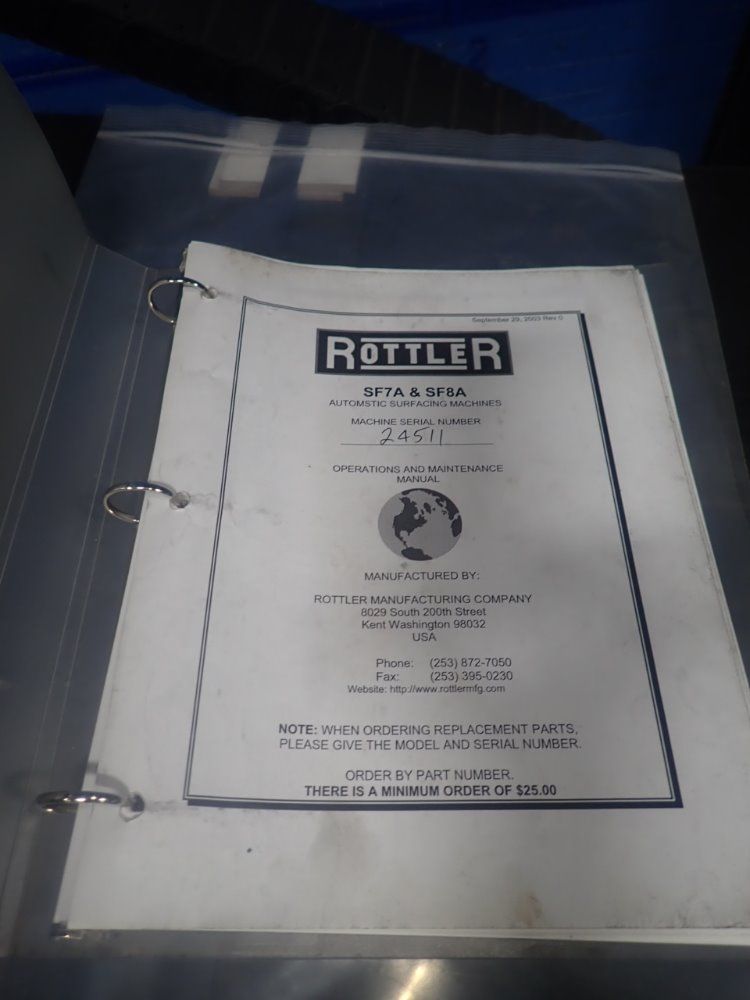 September 29, 2003 Rev 0
ROTTLER
SF7A & SF8A
AUTOMSTIC SURFACING MACHINES
MACHINE SERIAL NUMBER
24511
OPERATIONS AND MAINTENANCE
MANUAL
MANUFACTURED BY:
ROTTLER MANUFACTURING COMPANY
8029 South 200th Street
Kent Washington 98032
USA
Phone: (253) 872-7050
Fax: (253) 395-0230
Website: http://www.rottlermfg.com
NOTE: WHEN ORDERING REPLACEMENT PARTS,
PLEASE GIVE THE MODEL AND SERIAL NUMBER.
ORDER BY PART NUMBER.
THERE IS A MINIMUM ORDER OF $25.00